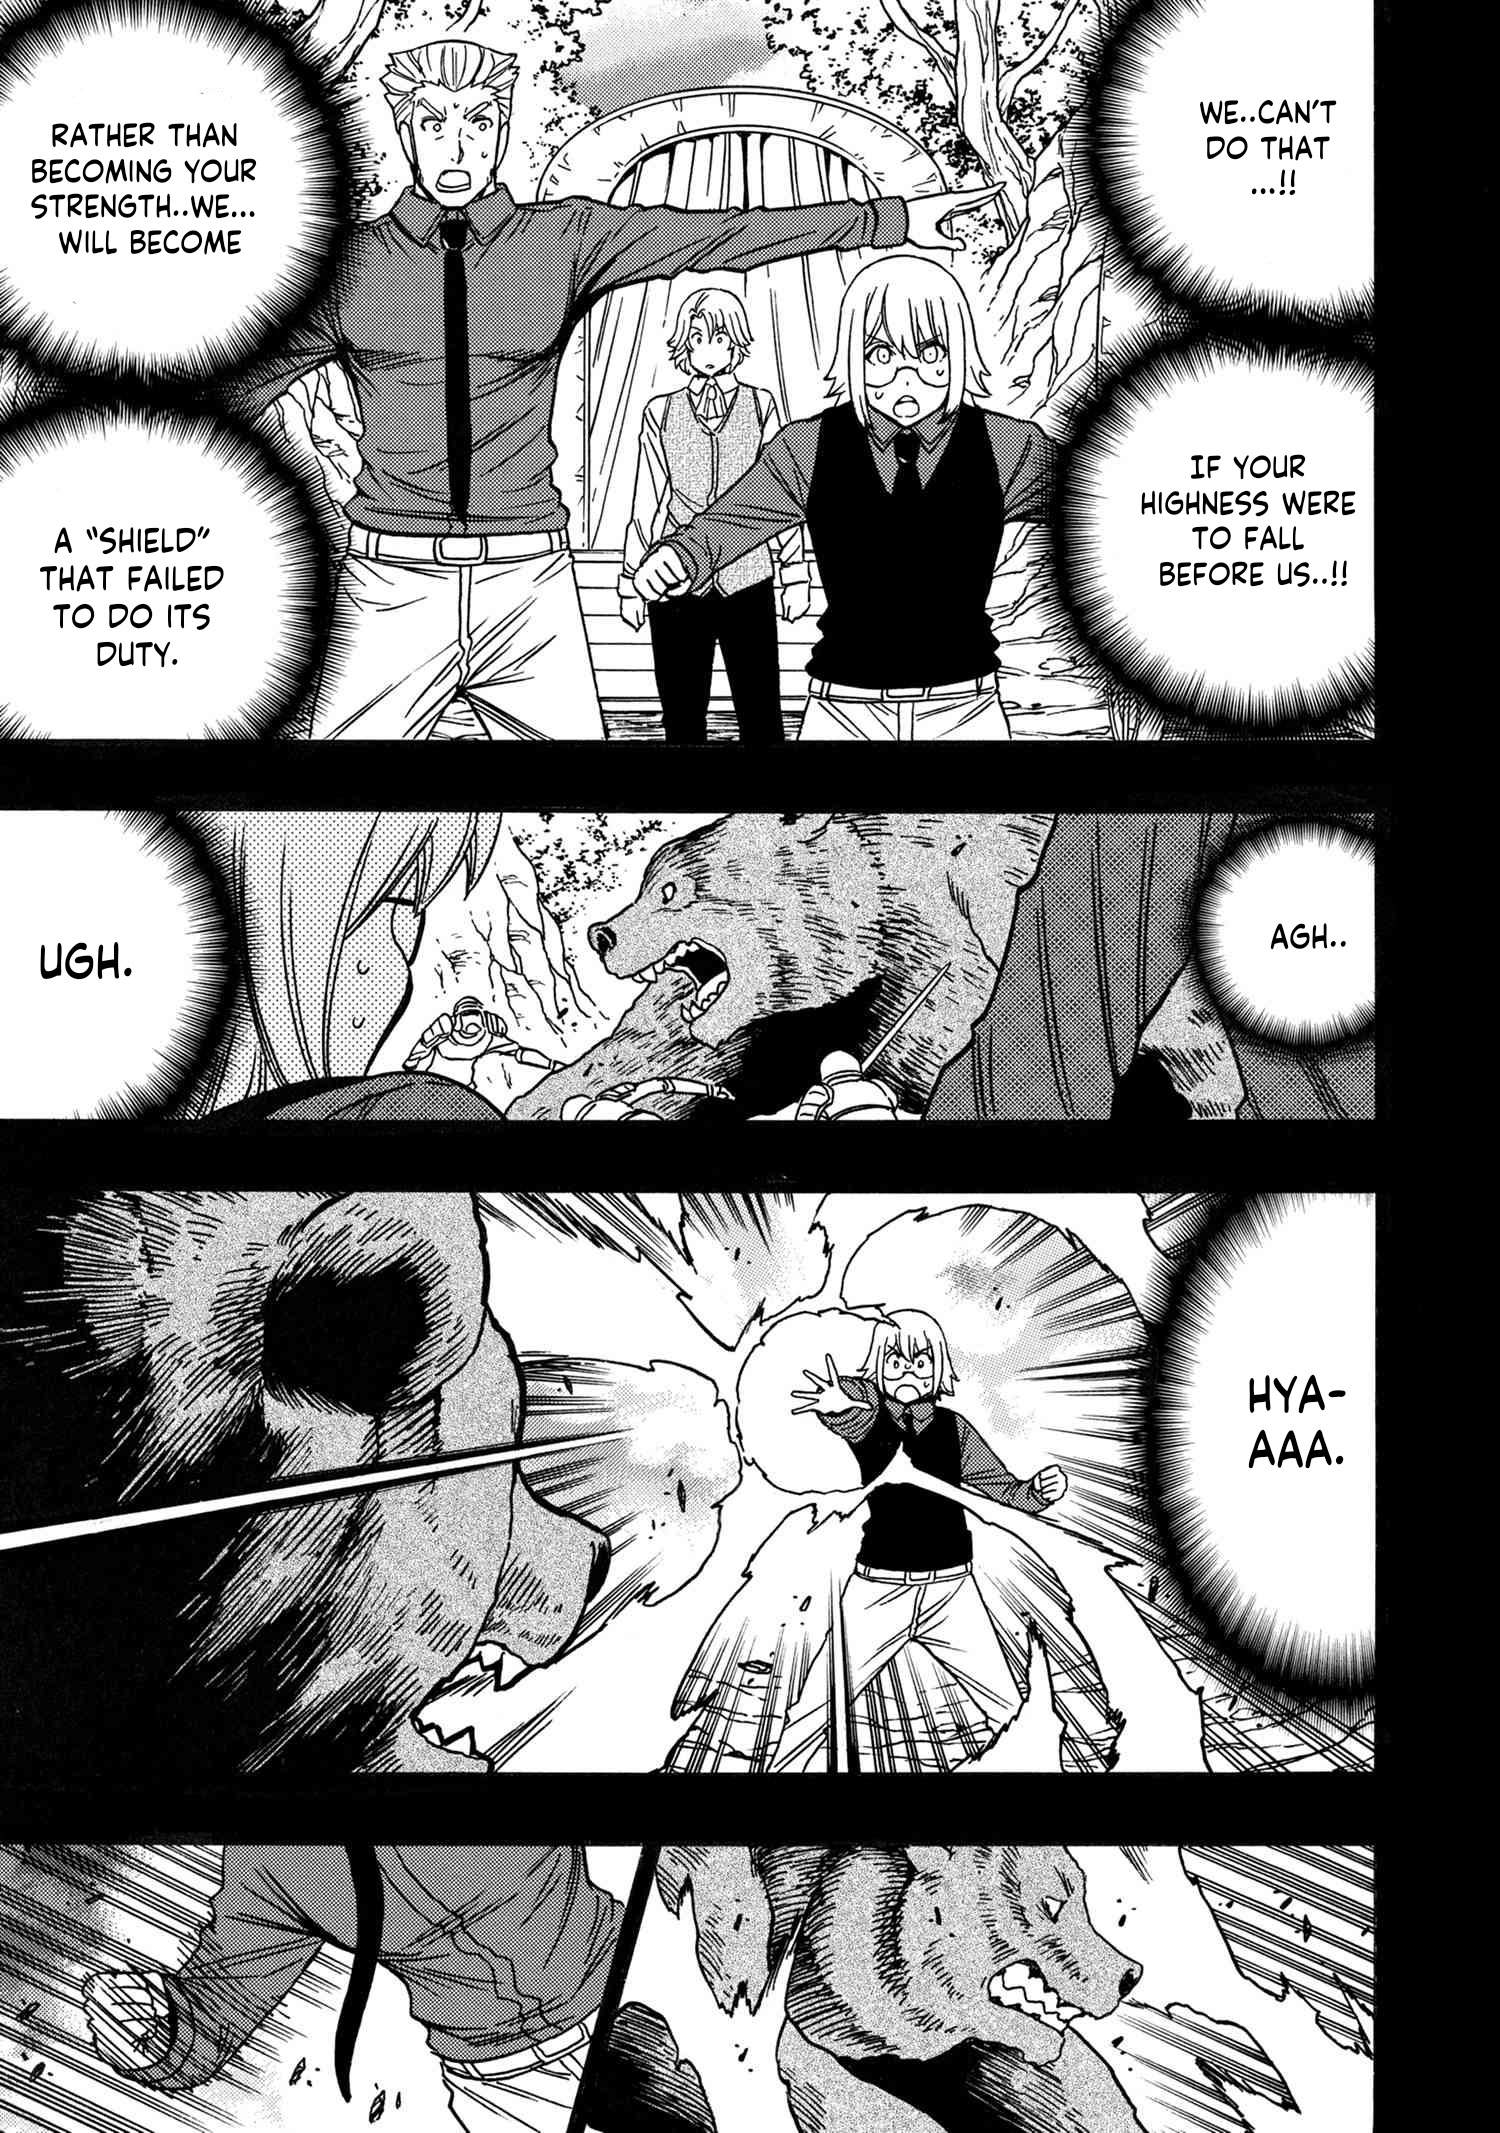 WE..CAN'T
DO THAT
...!!
IF YOUR
HIGHNESS WERE
TO FALL
BEFORE US..!!
RATHER THAN
BECOMING YOUR
STRENGTH..WE...
WILL BECOME
A "SHIELD"
THAT FAILED
TO DO ITS
DUTY.
AGH..
UGH.
HYA-
AAA.